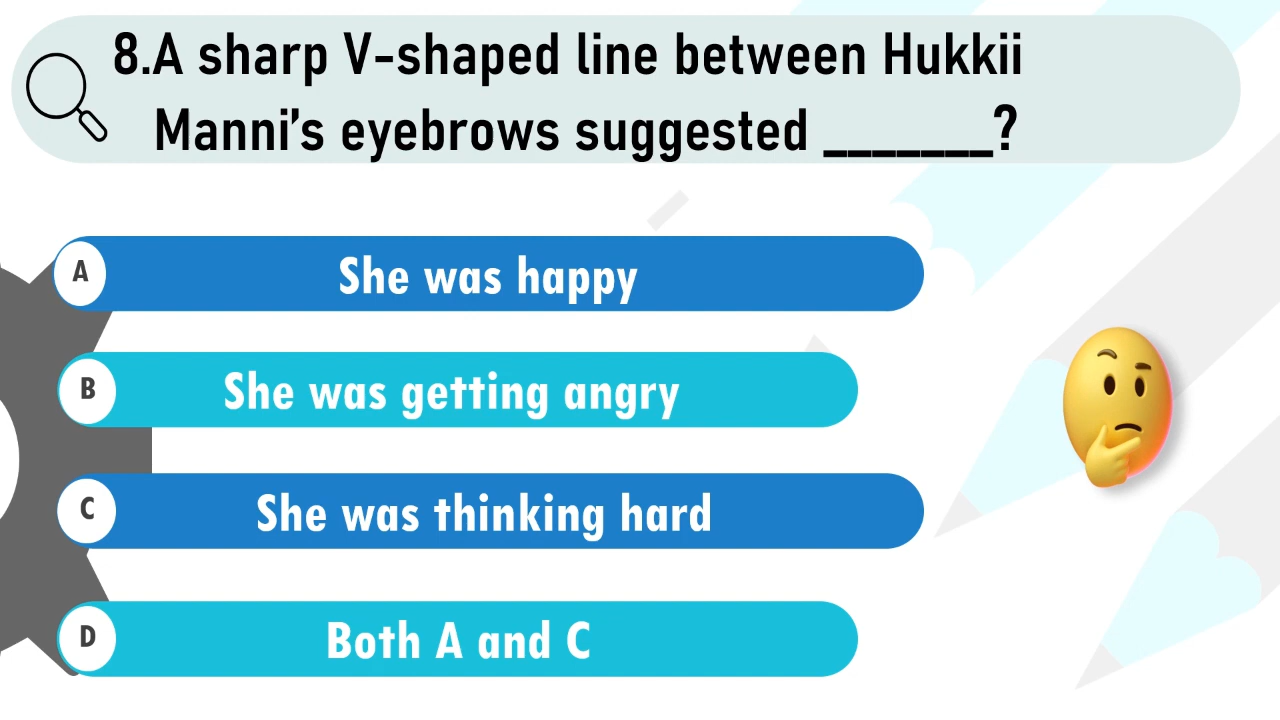 8.A sharp V-shaped line between Hukkii
Manni’s eyebrows suggested _______?
A
She was happy
B
She was getting angry
C
She was thinking hard
D
Both A and C